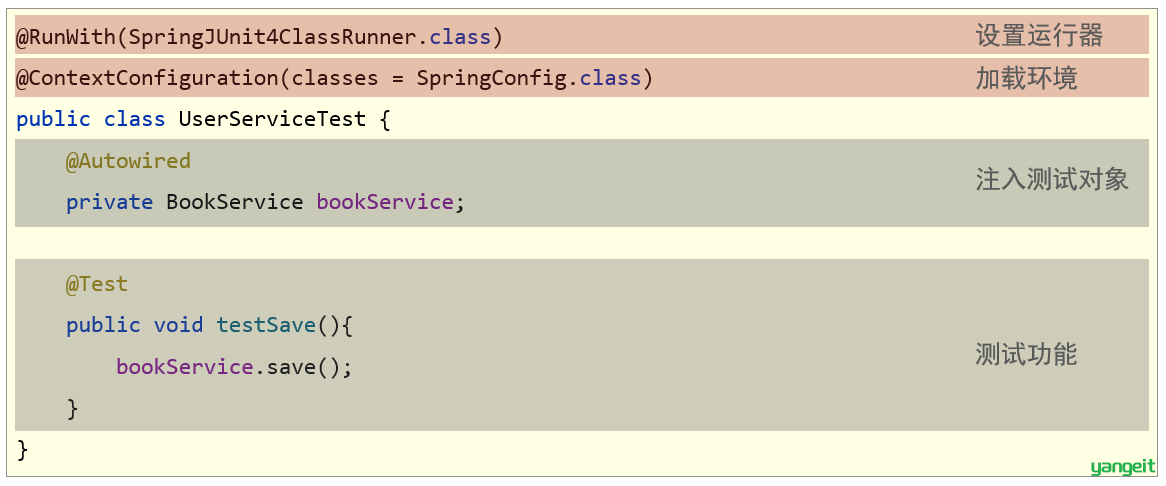 @RunWith(SpringJUnit4ClassRunner.class) 设置运行器
@ContextConfiguration(classes = SpringConfig.class) 加载环境
public class UserServiceTest {
@Autowired
注入测试对象
private BookService bookService;
@Test
public void testSave(){
测试功能
bookService.save();
}
}
yangeit